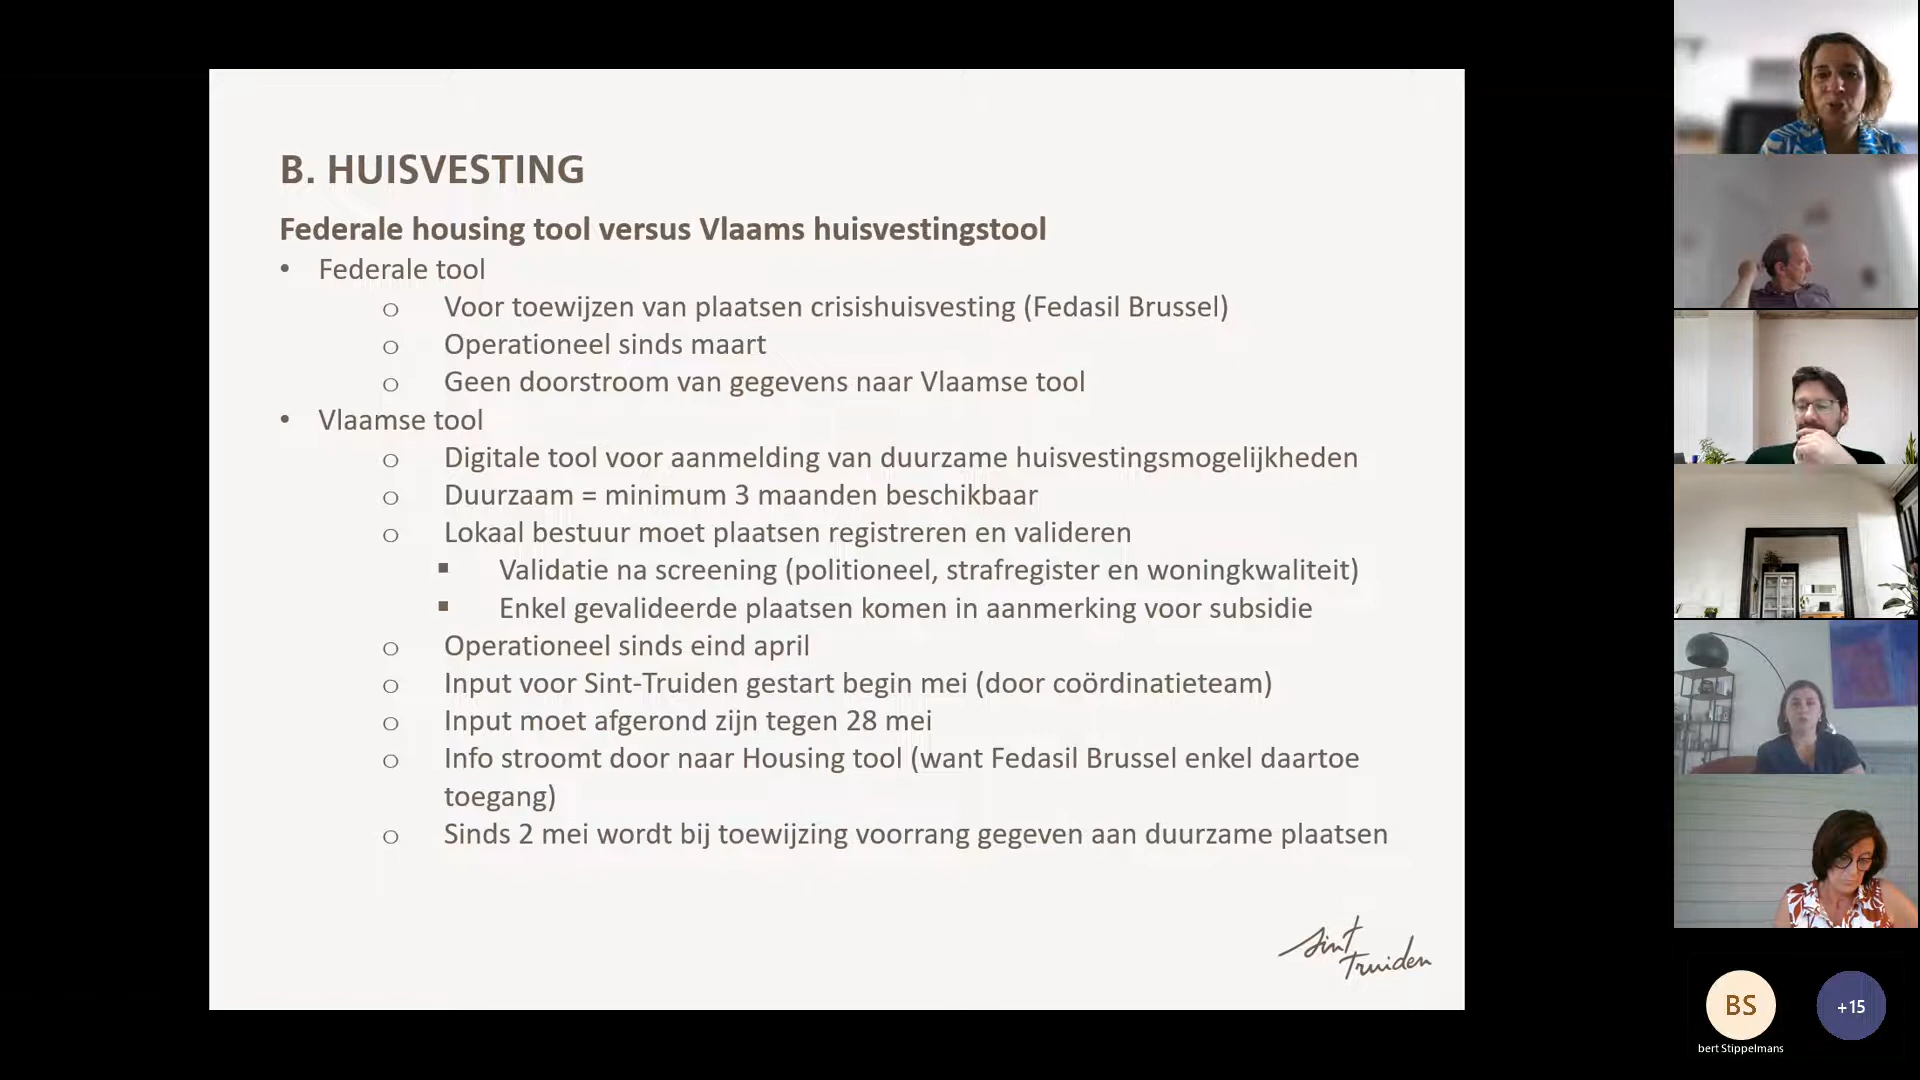 B. HUISVESTING
Federale housing tool versus Vlaams huisvestingstool
• Federale tool
o Voor toewijzen van plaatsen crisishuisvesting (Fedasil Brussel)
o Operationeel sinds maart
o Geen doorstroom van gegevens naar Vlaamse tool
• Vlaamse tool
o Digitale tool voor aanmelding van duurzame huisvestingsmogelijkheden
o Duurzaam = minimum 3 maanden beschikbaar
o Lokaal bestuur moet plaatsen registreren en valideren
▪ Validatie na screening (politioneel, strafregister en woningkwaliteit)
▪ Enkel gevalideerde plaatsen komen in aanmerking voor subsidie
o Operationeel sinds eind april
o Input voor Sint-Truiden gestart begin mei (door coördinatieteam)
o Input moet afgerond zijn tegen 28 mei
o Info stroomt door naar Housing tool (want Fedasil Brussel enkel daartoe
toegang)
o Sinds 2 mei wordt bij toewijzing voorrang gegeven aan duurzame plaatsen
Sint
Truiden
BS
+15
bert Stippelmans